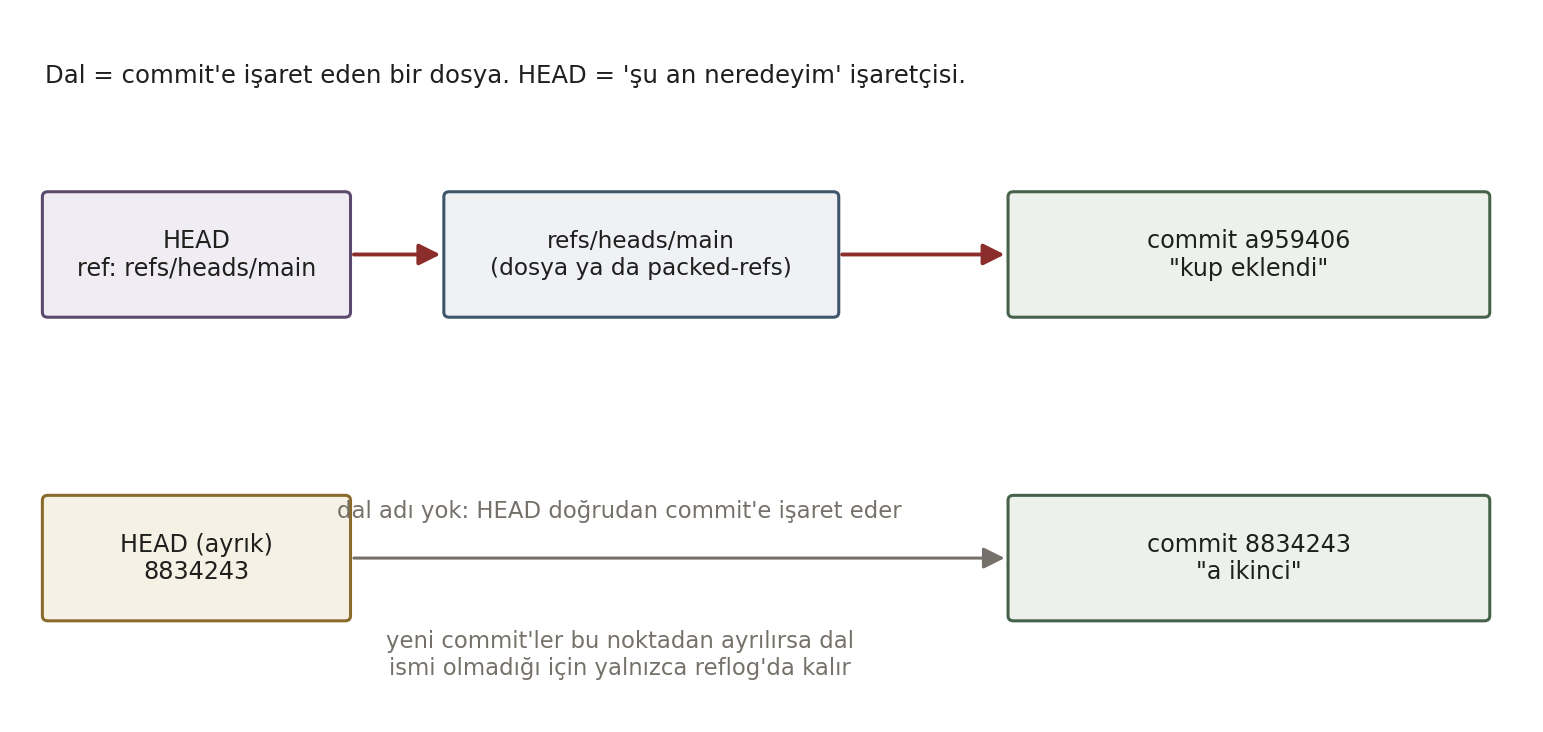 Dal = commit'e işaret eden bir dosya. HEAD = 'şu an neredeyim' işaretçisi.
HEAD
ref: refs/heads/main
refs/heads/main
(dosya ya da packed-refs)
commit a959406
"kup eklendi"
dal adı yok: HEAD doğrudan commit'e işaret eder
HEAD (ayrık)
8834243
commit 8834243
"a ikinci"
yeni commit'ler bu noktadan ayrılırsa dal
ismi olmadığı için yalnızca reflog'da kalır